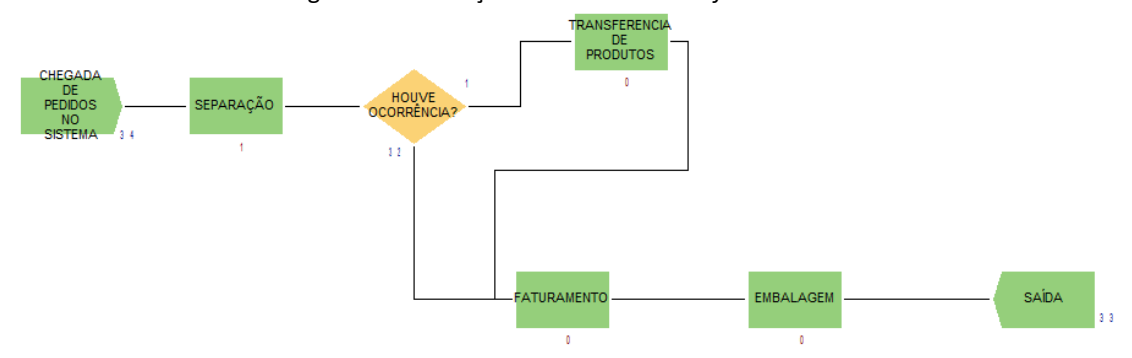 TRANSFERENCIA
DE
PRODUTOS
0
CHEGADA
DE
PEDIDOS
NO
SISTEMA
3 4
SEPARAÇÃO
1
HOUVE
OCORRÊNCIA?
1
3 2
FATURAMENTO
0
EMBALAGEM
0
SAÍDA
3 3